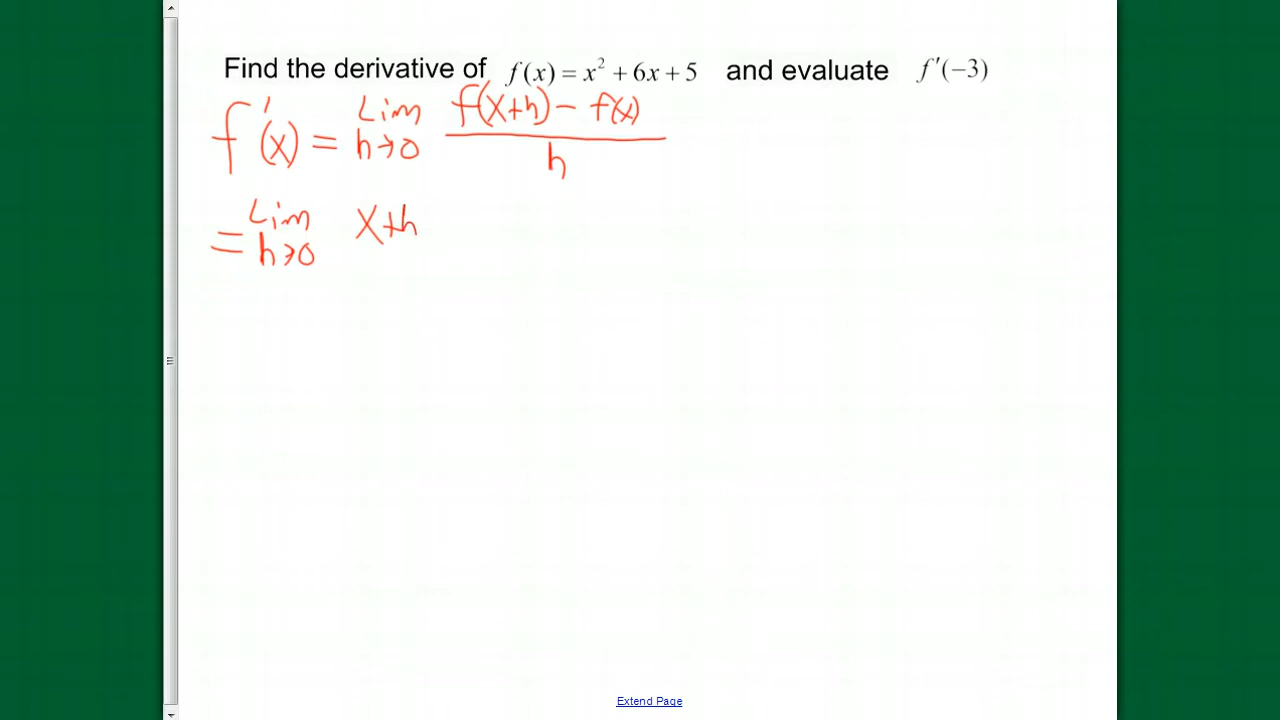 Find the derivative of f(x) = x² + 6x + 5 and evaluate f′(−3)
f'(x) = Lim h→0 f(x+h) − f(x) / h
= Lim h→0 x+h
Extend Page